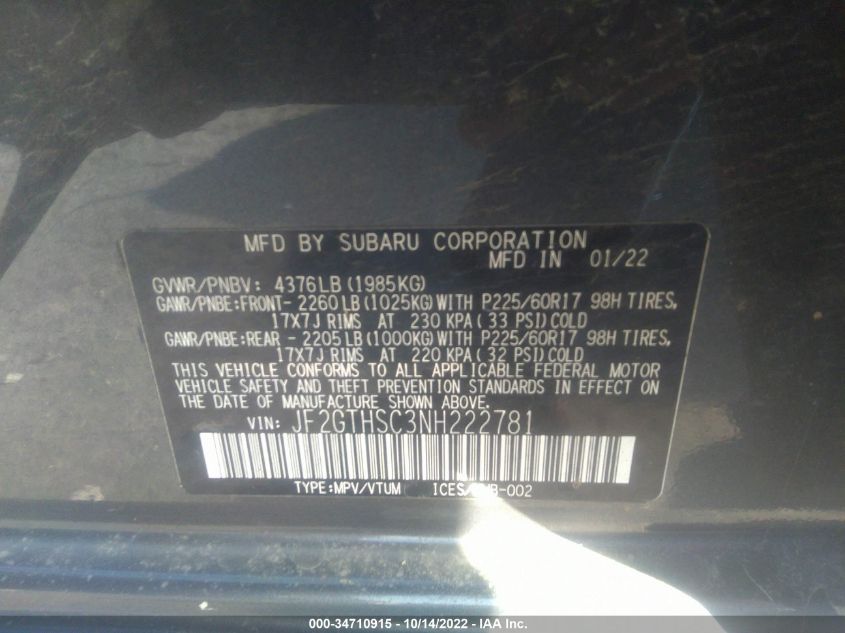 MFD BY SUBARU CORPORATION
MFD IN 01/22
GVWR/PNBV: 4376LB (1985KG)
GAWR/PNBE:FRONT- 2260LB (1025KG) WITH P225/60R17 98H TIRES,
17X7J RIMS AT 230 KPA ( 33 PSI) COLD
GAWR/PNBE:REAR - 2205LB (1000KG) WITH P225/60R17 98H TIRES,
17X7J RIMS AT 220 KPA ( 32 PSI) COLD
THIS VEHICLE CONFORMS TO ALL APPLICABLE FEDERAL MOTOR
VEHICLE SAFETY AND THEFT PREVENTION STANDARDS IN EFFECT ON
THE DATE OF MANUFACTURE SHOWN ABOVE.
VIN: JF2GTHSC3NH222781
TYPE:MPV/VTUM
000-34710915 - 10/14/2022 - IAA Inc.